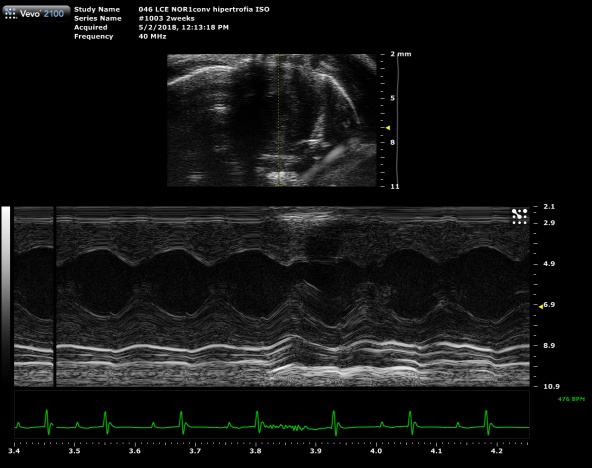 Vevo 2100
Study Name 046 LCE NOR1conv hipertrofia ISO
Series Name #1003 2weeks
Acquired 5/2/2018, 12:13:18 PM
Frequency 40 MHz
2 mm
5
8
11
2.1
2.9
4.9
6.9
8.9
10.9
476 BPM
3.4 3.5 3.6 3.7 3.8 3.9 4.0 4.1 4.2